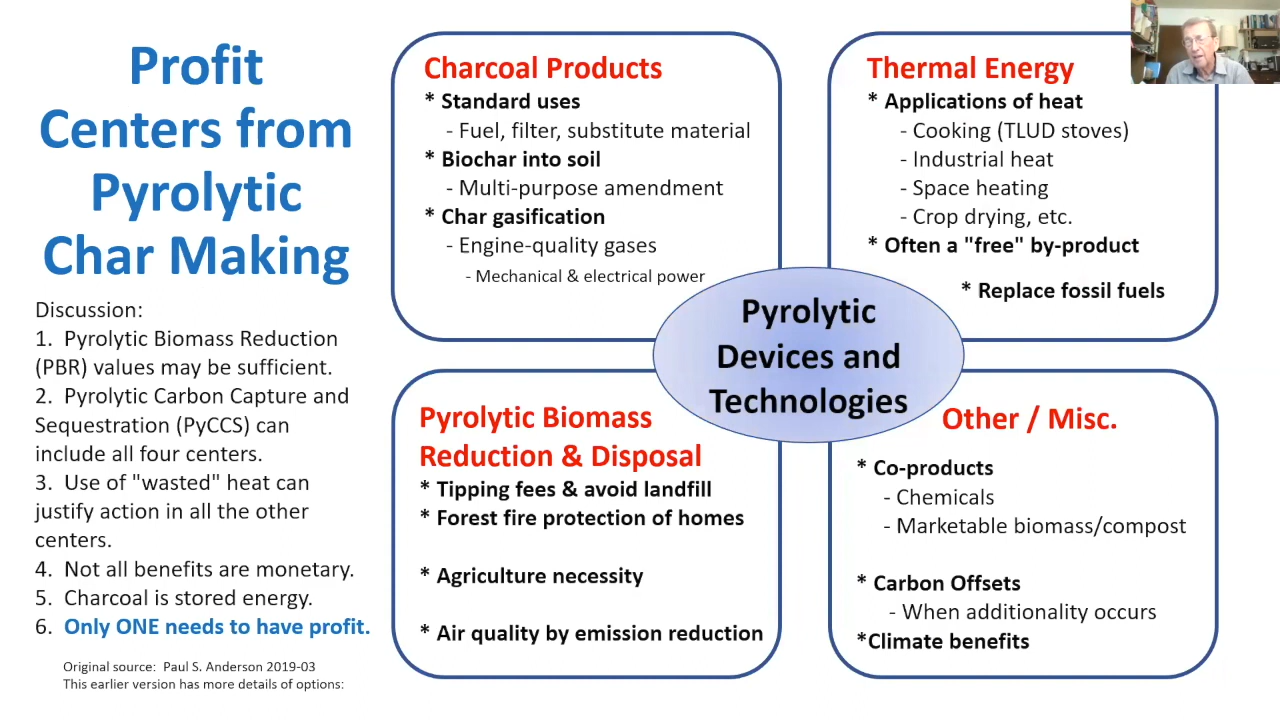 Profit
Centers from
Pyrolytic
Char Making
Discussion:
1. Pyrolytic Biomass Reduction
(PBR) values may be sufficient.
2. Pyrolytic Carbon Capture and
Sequestration (PyCCS) can
include all four centers.
3. Use of "wasted" heat can
justify action in all the other
centers.
4. Not all benefits are monetary.
5. Charcoal is stored energy.
6. Only ONE needs to have profit.
Original source: Paul S. Anderson 2019-03
This earlier version has more details of options:
Charcoal Products
* Standard uses
- Fuel, filter, substitute material
* Biochar into soil
- Multi-purpose amendment
* Char gasification
- Engine-quality gases
- Mechanical & electrical power
Thermal Energy
* Applications of heat
- Cooking (TLUD stoves)
- Industrial heat
- Space heating
- Crop drying, etc.
* Often a "free" by-product
* Replace fossil fuels
Pyrolytic
Devices and
Technologies
Pyrolytic Biomass
Reduction & Disposal
* Tipping fees & avoid landfill
* Forest fire protection of homes
* Agriculture necessity
* Air quality by emission reduction
Other / Misc.
* Co-products
- Chemicals
- Marketable biomass/compost
* Carbon Offsets
- When additionality occurs
*Climate benefits